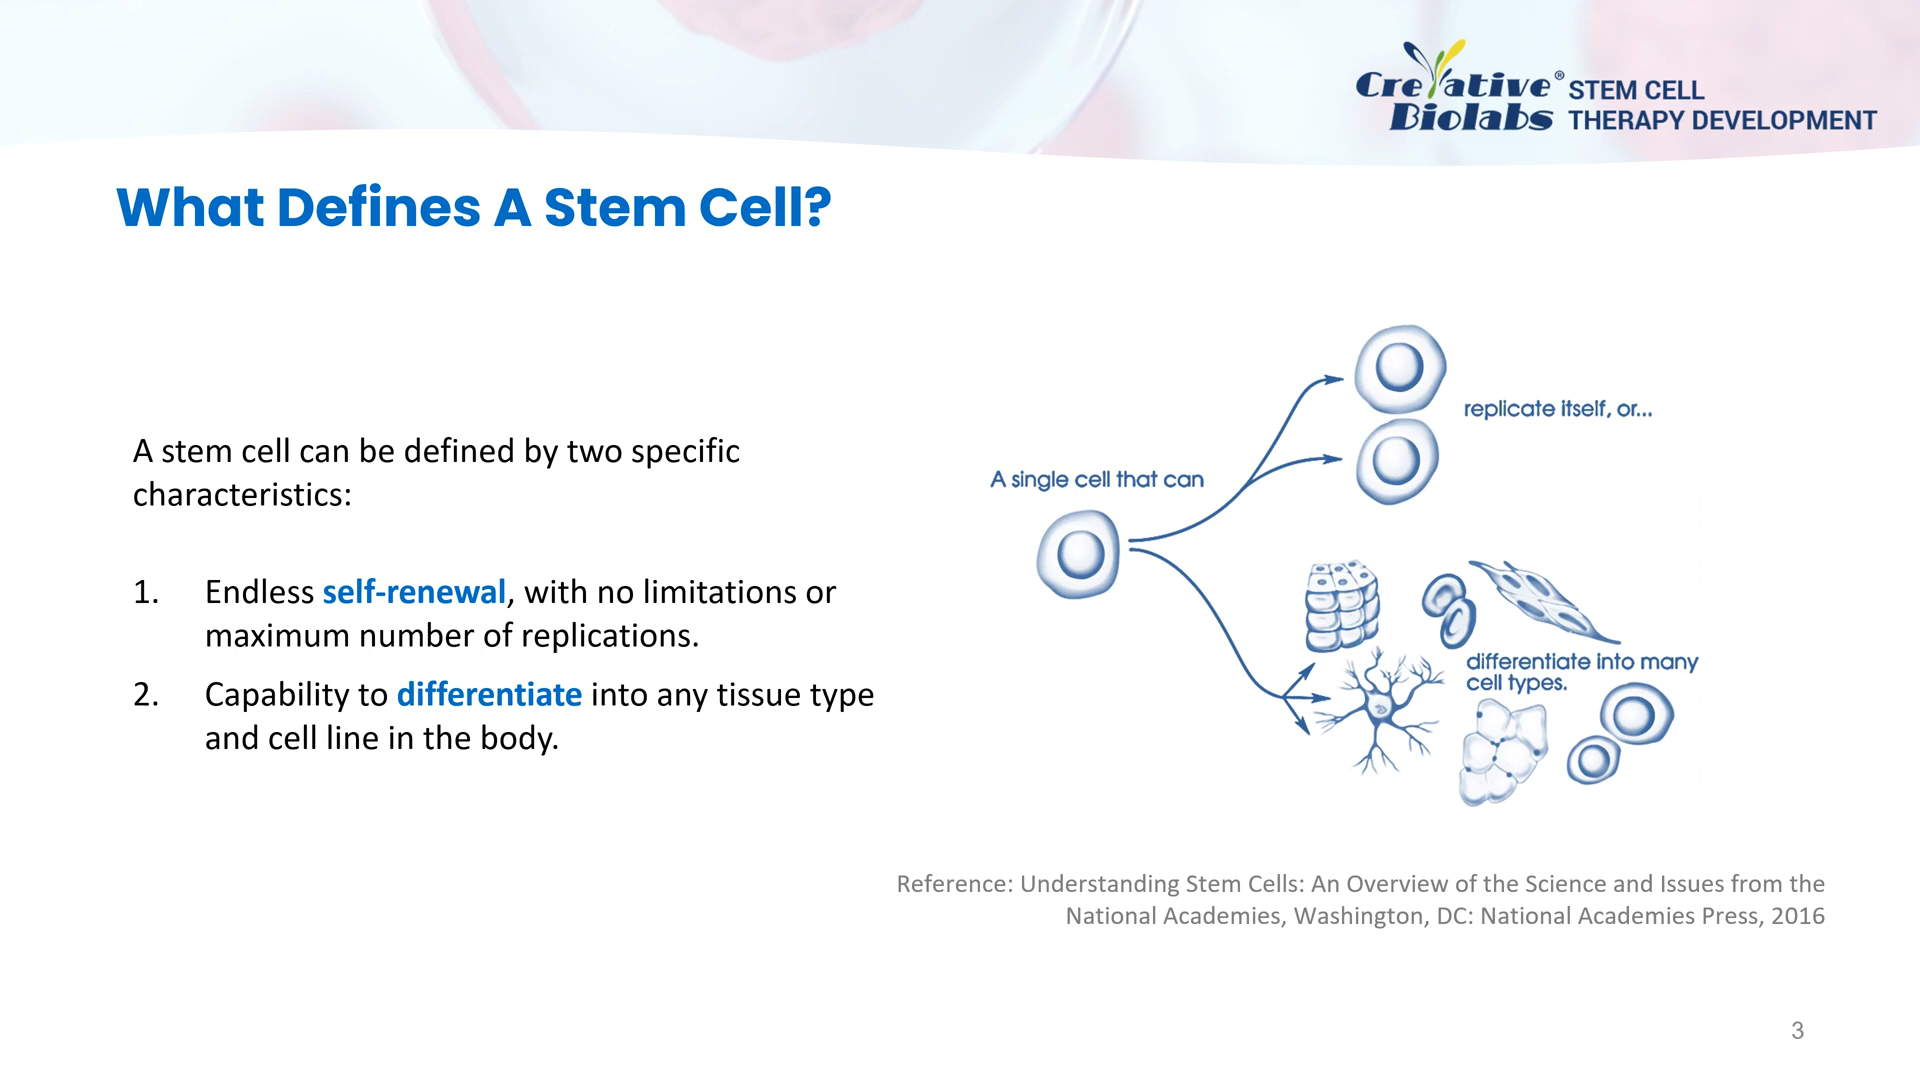 Creative® STEM CELL
Biolabs THERAPY DEVELOPMENT
What Defines A Stem Cell?
A stem cell can be defined by two specific
characteristics:
1. Endless self-renewal, with no limitations or
maximum number of replications.
2. Capability to differentiate into any tissue type
and cell line in the body.
A single cell that can
replicate itself, or...
differentiate into many
cell types.
Reference: Understanding Stem Cells: An Overview of the Science and Issues from the
National Academies, Washington, DC: National Academies Press, 2016
3